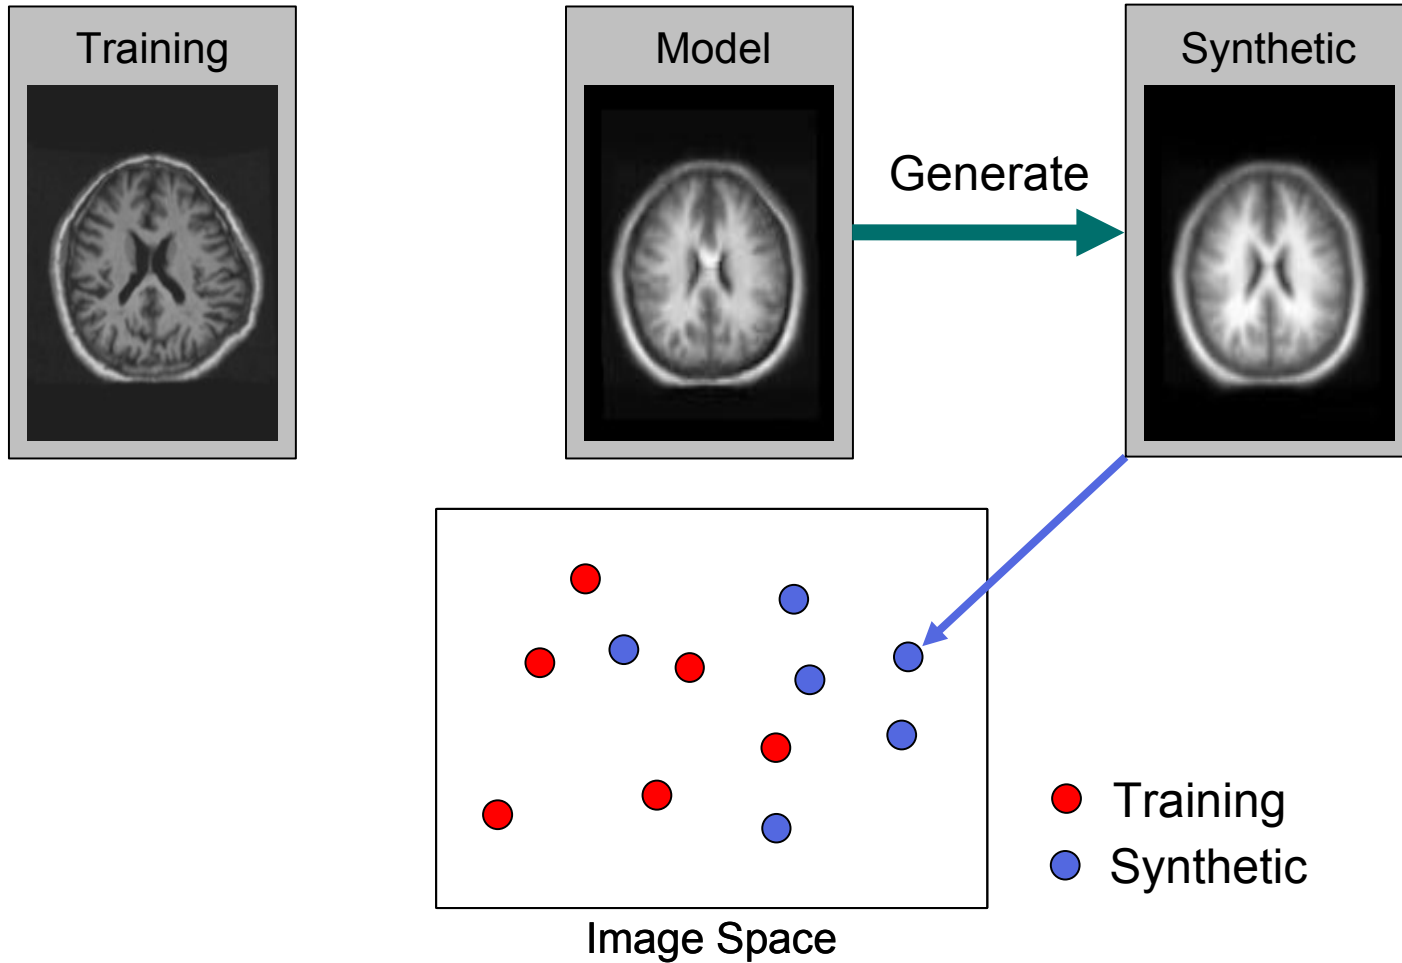 Training
Model
Synthetic
Generate
Training
Synthetic
Image Space